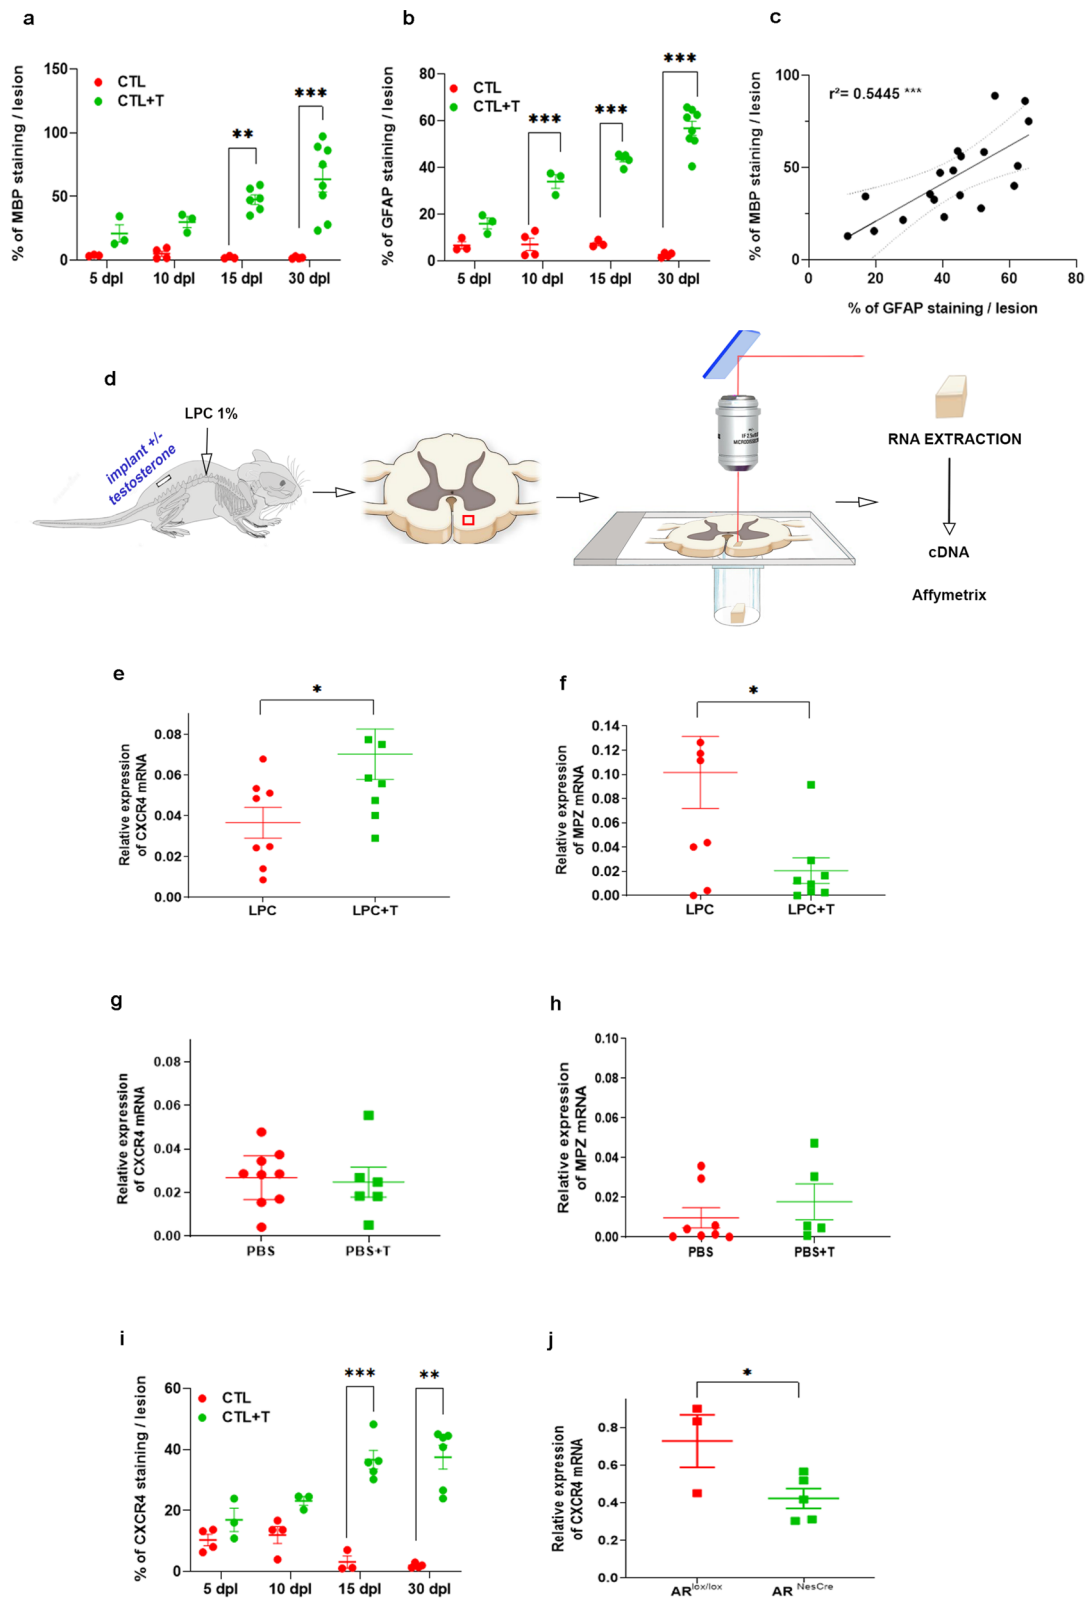 a
% of MBP staining / lesion
150
100
50
0
CTL
CTL+T
**
***
5 dpl
10 dpl
15 dpl
30 dpl
b
% of GFAP staining / lesion
80
60
40
20
0
CTL
CTL+T
***
***
***
5 dpl
10 dpl
15 dpl
30 dpl
c
% of MBP staining / lesion
100
50
0
r²= 0.5445 ***
0
20
40
60
80
% of GFAP staining / lesion
d
implant +/-
testosterone
LPC 1%
RNA EXTRACTION
cDNA
Affymetrix
e
Relative expression
of CXCR4 mRNA
0.08
0.06
0.04
0.02
0.00
*
LPC
LPC+T
f
Relative expression
of MPZ mRNA
0.14
0.12
0.10
0.08
0.06
0.04
0.02
0.00
*
LPC
LPC+T
g
Relative expression
of CXCR4 mRNA
0.08
0.06
0.04
0.02
0.00
PBS
PBS+T
h
Relative expression
of MPZ mRNA
0.10
0.08
0.06
0.04
0.02
0.00
PBS
PBS+T
i
% of CXCR4 staining / lesion
60
40
20
0
CTL
CTL+T
***
**
5 dpl
10 dpl
15 dpl
30 dpl
j
Relative expression
of CXCR4 mRNA
0.8
0.6
0.4
0.2
0.0
*
AR lox/lox
AR NesCre